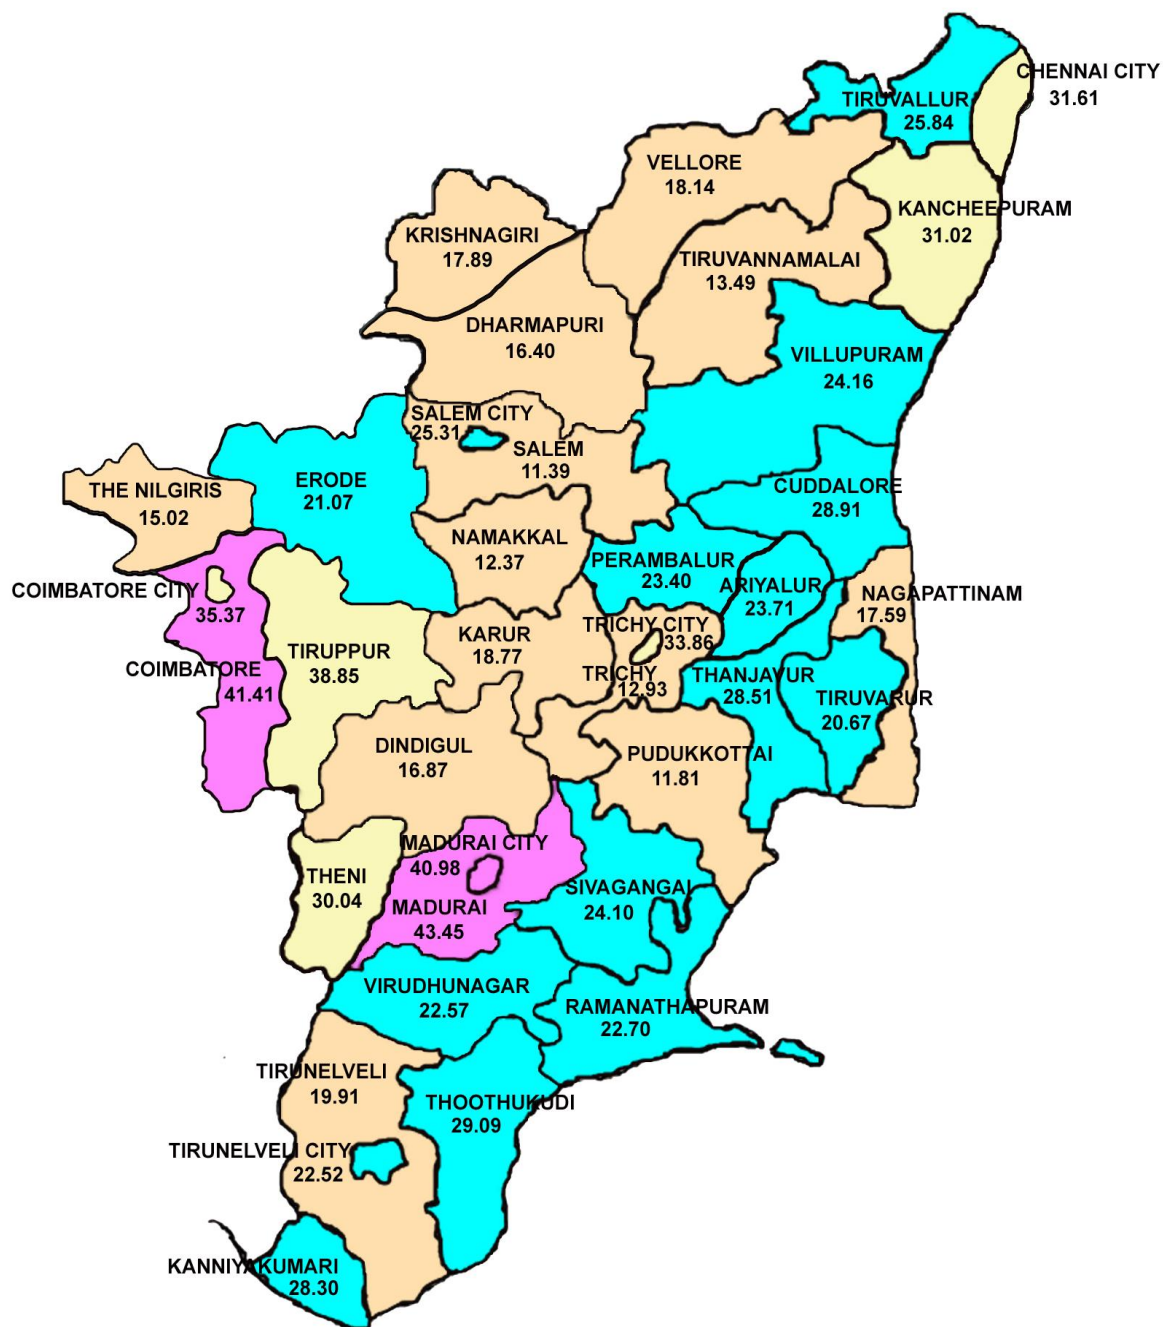 CHENNAI CITY
31.61
TIRUVALLUR
25.84
VELLORE
18.14
KANCHEEPURAM
31.02
KRISHNAGIRI
17.89
TIRUVANNAMALAI
13.49
DHARMAPURI
16.40
VILLUPURAM
24.16
SALEM CITY
25.31
SALEM
11.39
ERODE
21.07
THE NILGIRIS
15.02
CUDDALORE
28.91
NAMAKKAL
12.37
PERAMBALUR
23.40
ARIYALUR
23.71
NAGAPATTINAM
17.59
COIMBATORE CITY
35.37
TRICHY CITY
33.86
KARUR
18.77
TIRUPPUR
38.85
COIMBATORE
41.41
TRICHY
12.93
THANJAVUR
28.51
TIRUVARUR
20.67
DINDIGUL
16.87
PUDUKKOTTAI
11.81
MADURAI CITY
40.98
THENI
30.04
MADURAI
43.45
SIVAGANGAI
24.10
VIRUDHUNAGAR
22.57
RAMANATHAPURAM
22.70
TIRUNELVELI
19.91
THOOTHUKUDI
29.09
TIRUNELVELI CITY
22.52
KANNIYAKUMARI
28.30